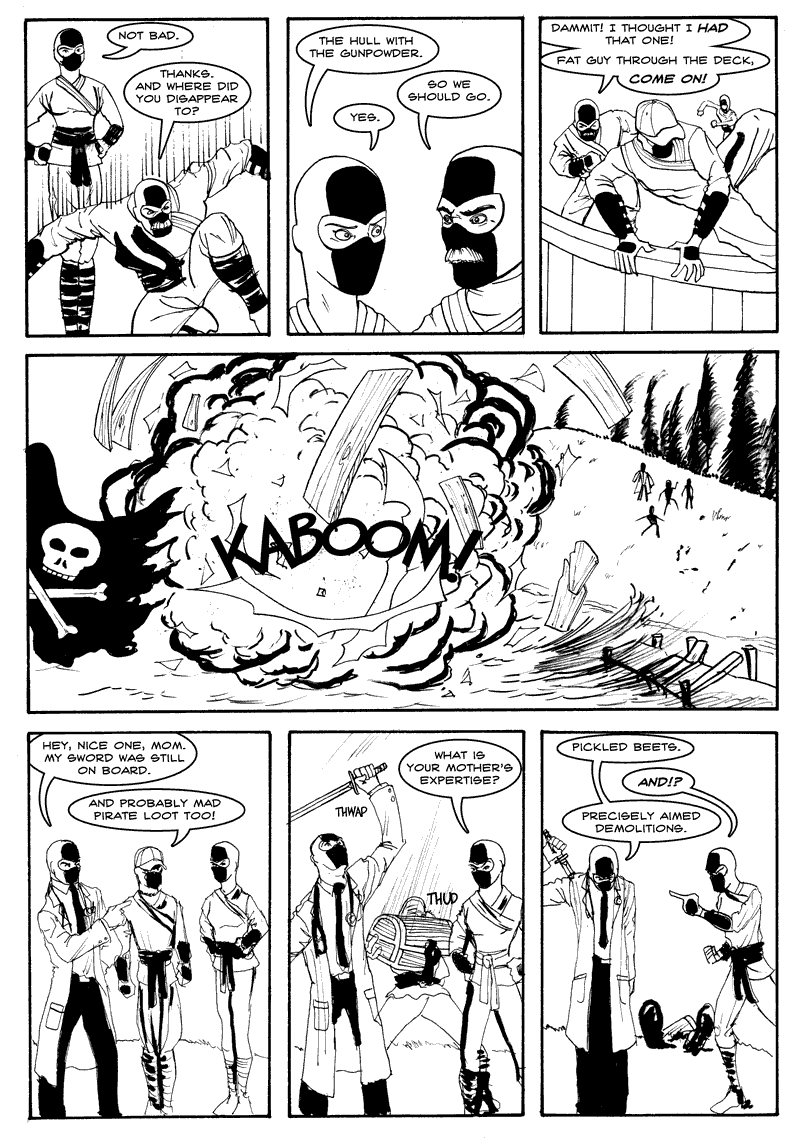 NOT BAD.
THANKS.
AND WHERE DID
YOU DISAPPEAR
TO?
THE HULL WITH
THE GUNPOWDER.
SO WE
SHOULD GO.
YES.
DAMMIT! I THOUGHT I HAD
THAT ONE!
FAT GUY THROUGH THE DECK,
COME ON!
KABOOM!
HEY, NICE ONE, MOM.
MY SWORD WAS STILL
ON BOARD.
AND PROBABLY MAD
PIRATE LOOT TOO!
WHAT IS
YOUR MOTHER'S
EXPERTISE?
THWAP
THUD
PICKLED BEETS.
AND!?
PRECISELY AIMED
DEMOLITIONS.